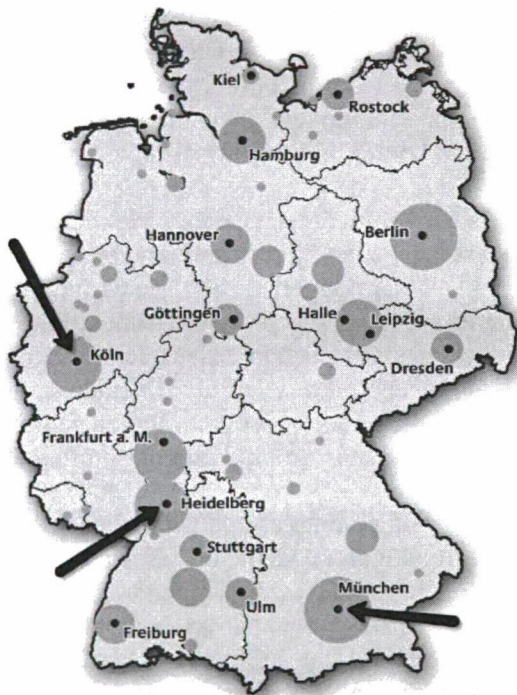 Kiel
Rostock
Hamburg
Hannover
Berlin
Göttingen
Halle
Leipzig
Köln
Dresden
Frankfurt a. M.
Heidelberg
Stuttgart
München
Ulm
Freiburg